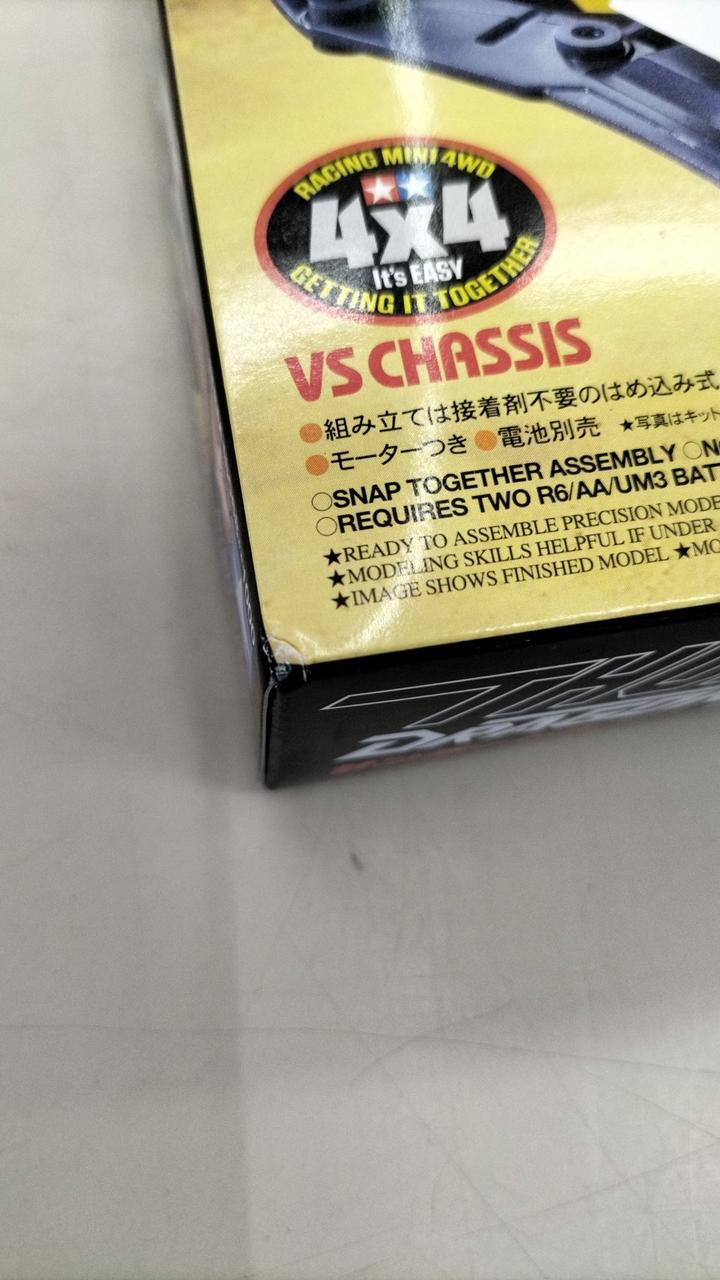 RACING MINI 4WD
4x4
It's EASY
GETTING IT TOGETHER
VS CHASSIS
●組み立ては接着剤不要のはめ込み式
●モーターつき ●電池別売 ★写真はキット
○SNAP TOGETHER ASSEMBLY ○N
○REQUIRES TWO R6/AA/UM3 BAT
★READY TO ASSEMBLE PRECISION MODE
★MODELING SKILLS HELPFUL IF UNDER
★IMAGE SHOWS FINISHED MODEL ★MO